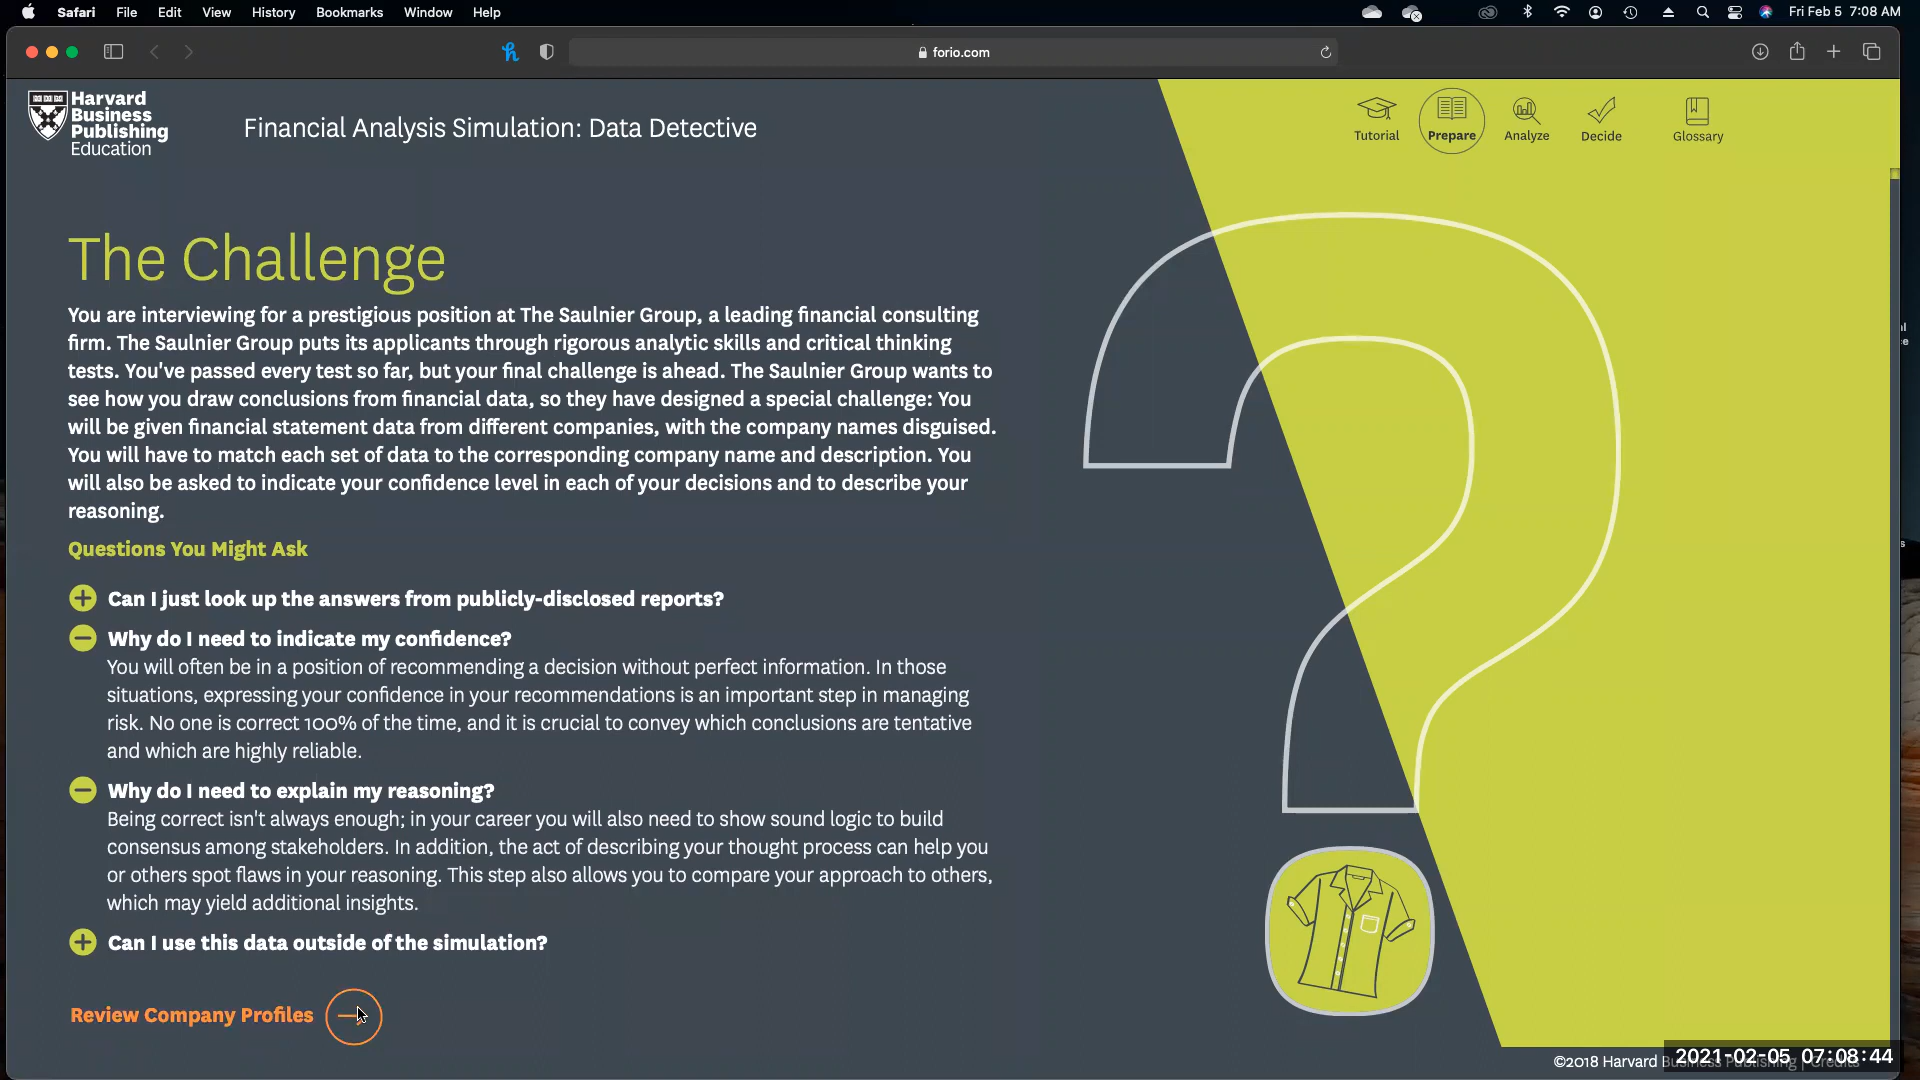 Safari File Edit View History Bookmarks Window Help Fri Feb 5 7:08 AM
forio.com
Harvard
Business
Publishing
Education
Financial Analysis Simulation: Data Detective
Tutorial Prepare Analyze Decide Glossary
The Challenge
You are interviewing for a prestigious position at The Saulnier Group, a leading financial consulting
firm. The Saulnier Group puts its applicants through rigorous analytic skills and critical thinking
tests. You've passed every test so far, but your final challenge is ahead. The Saulnier Group wants to
see how you draw conclusions from financial data, so they have designed a special challenge: You
will be given financial statement data from different companies, with the company names disguised.
You will have to match each set of data to the corresponding company name and description. You
will also be asked to indicate your confidence level in each of your decisions and to describe your
reasoning.
Questions You Might Ask
Can I just look up the answers from publicly-disclosed reports?
Why do I need to indicate my confidence?
You will often be in a position of recommending a decision without perfect information. In those
situations, expressing your confidence in your recommendations is an important step in managing
risk. No one is correct 100% of the time, and it is crucial to convey which conclusions are tentative
and which are highly reliable.
Why do I need to explain my reasoning?
Being correct isn't always enough; in your career you will also need to show sound logic to build
consensus among stakeholders. In addition, the act of describing your thought process can help you
or others spot flaws in your reasoning. This step also allows you to compare your approach to others,
which may yield additional insights.
Can I use this data outside of the simulation?
Review Company Profiles
©2018 Harvard Business Publishing | Credits
2021-02-05 07:08:44